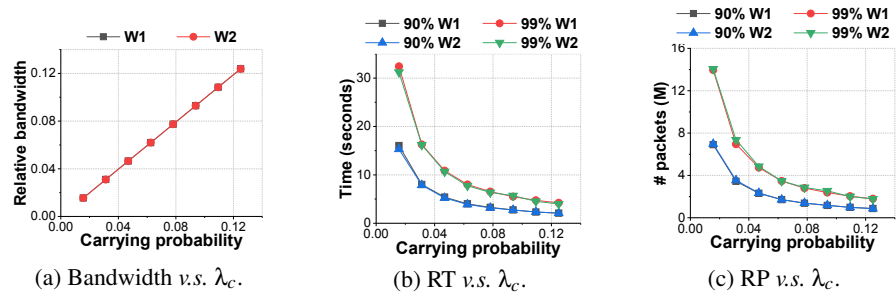 W1 W2
Relative bandwidth
0.12
0.08
0.04
0.00
0.00 0.04 0.08 0.12
Carrying probability
(a) Bandwidth v.s. λc.
90% W1 99% W1
90% W2 99% W2
Time (seconds)
30
20
10
0
0.00 0.04 0.08 0.12
Carrying probability
(b) RT v.s. λc.
90% W1 99% W1
90% W2 99% W2
# packets (M)
16
12
8
4
0
0.00 0.04 0.08 0.12
Carrying probability
(c) RP v.s. λc.